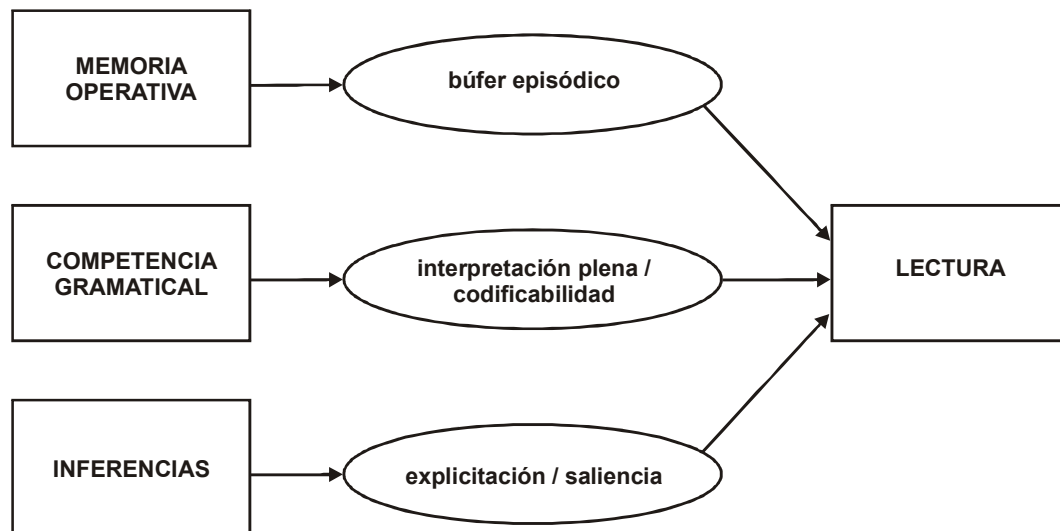 MEMORIA
OPERATIVA
búfer episódico
COMPETENCIA
GRAMATICAL
interpretación plena /
codificabilidad
LECTURA
INFERENCIAS
explicitación / saliencia